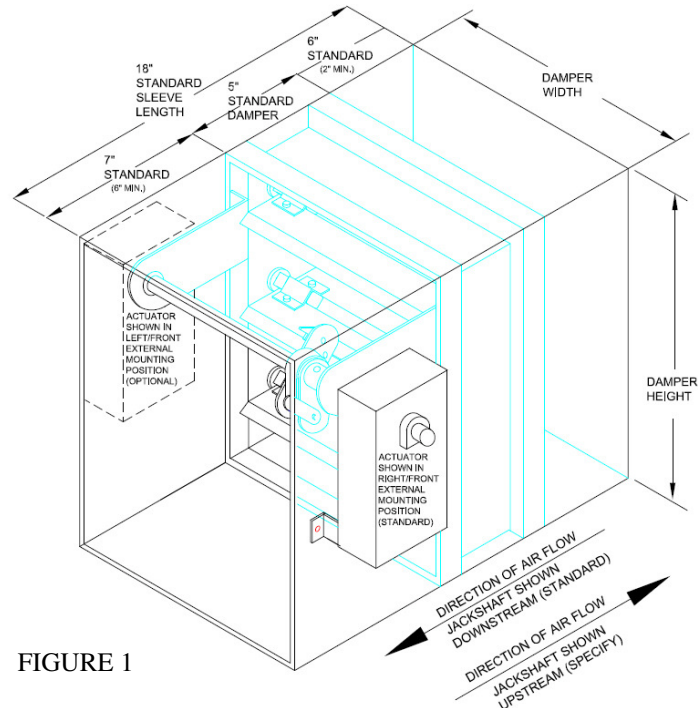 18"
STANDARD
SLEEVE
LENGTH
6"
STANDARD
(2" MIN.)
5"
STANDARD
DAMPER
7"
STANDARD
(6" MIN.)
DAMPER
WIDTH
ACTUATOR
SHOWN IN
LEFT/FRONT
EXTERNAL
MOUNTING
POSITION
(OPTIONAL)
DAMPER
HEIGHT
ACTUATOR
SHOWN IN
RIGHT/FRONT
EXTERNAL
MOUNTING
POSITION
(STANDARD)
DIRECTION OF AIR FLOW
JACKSHAFT SHOWN
DOWNSTREAM (STANDARD)
DIRECTION OF AIR FLOW
JACKSHAFT SHOWN
UPSTREAM (SPECIFY)
FIGURE 1